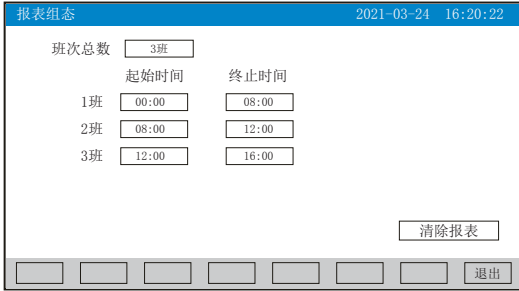 报表组态 2021-03-24 16:20:22
班次总数 3班
起始时间 终止时间
1班 00:00 08:00
2班 08:00 12:00
3班 12:00 16:00
清除报表
退出